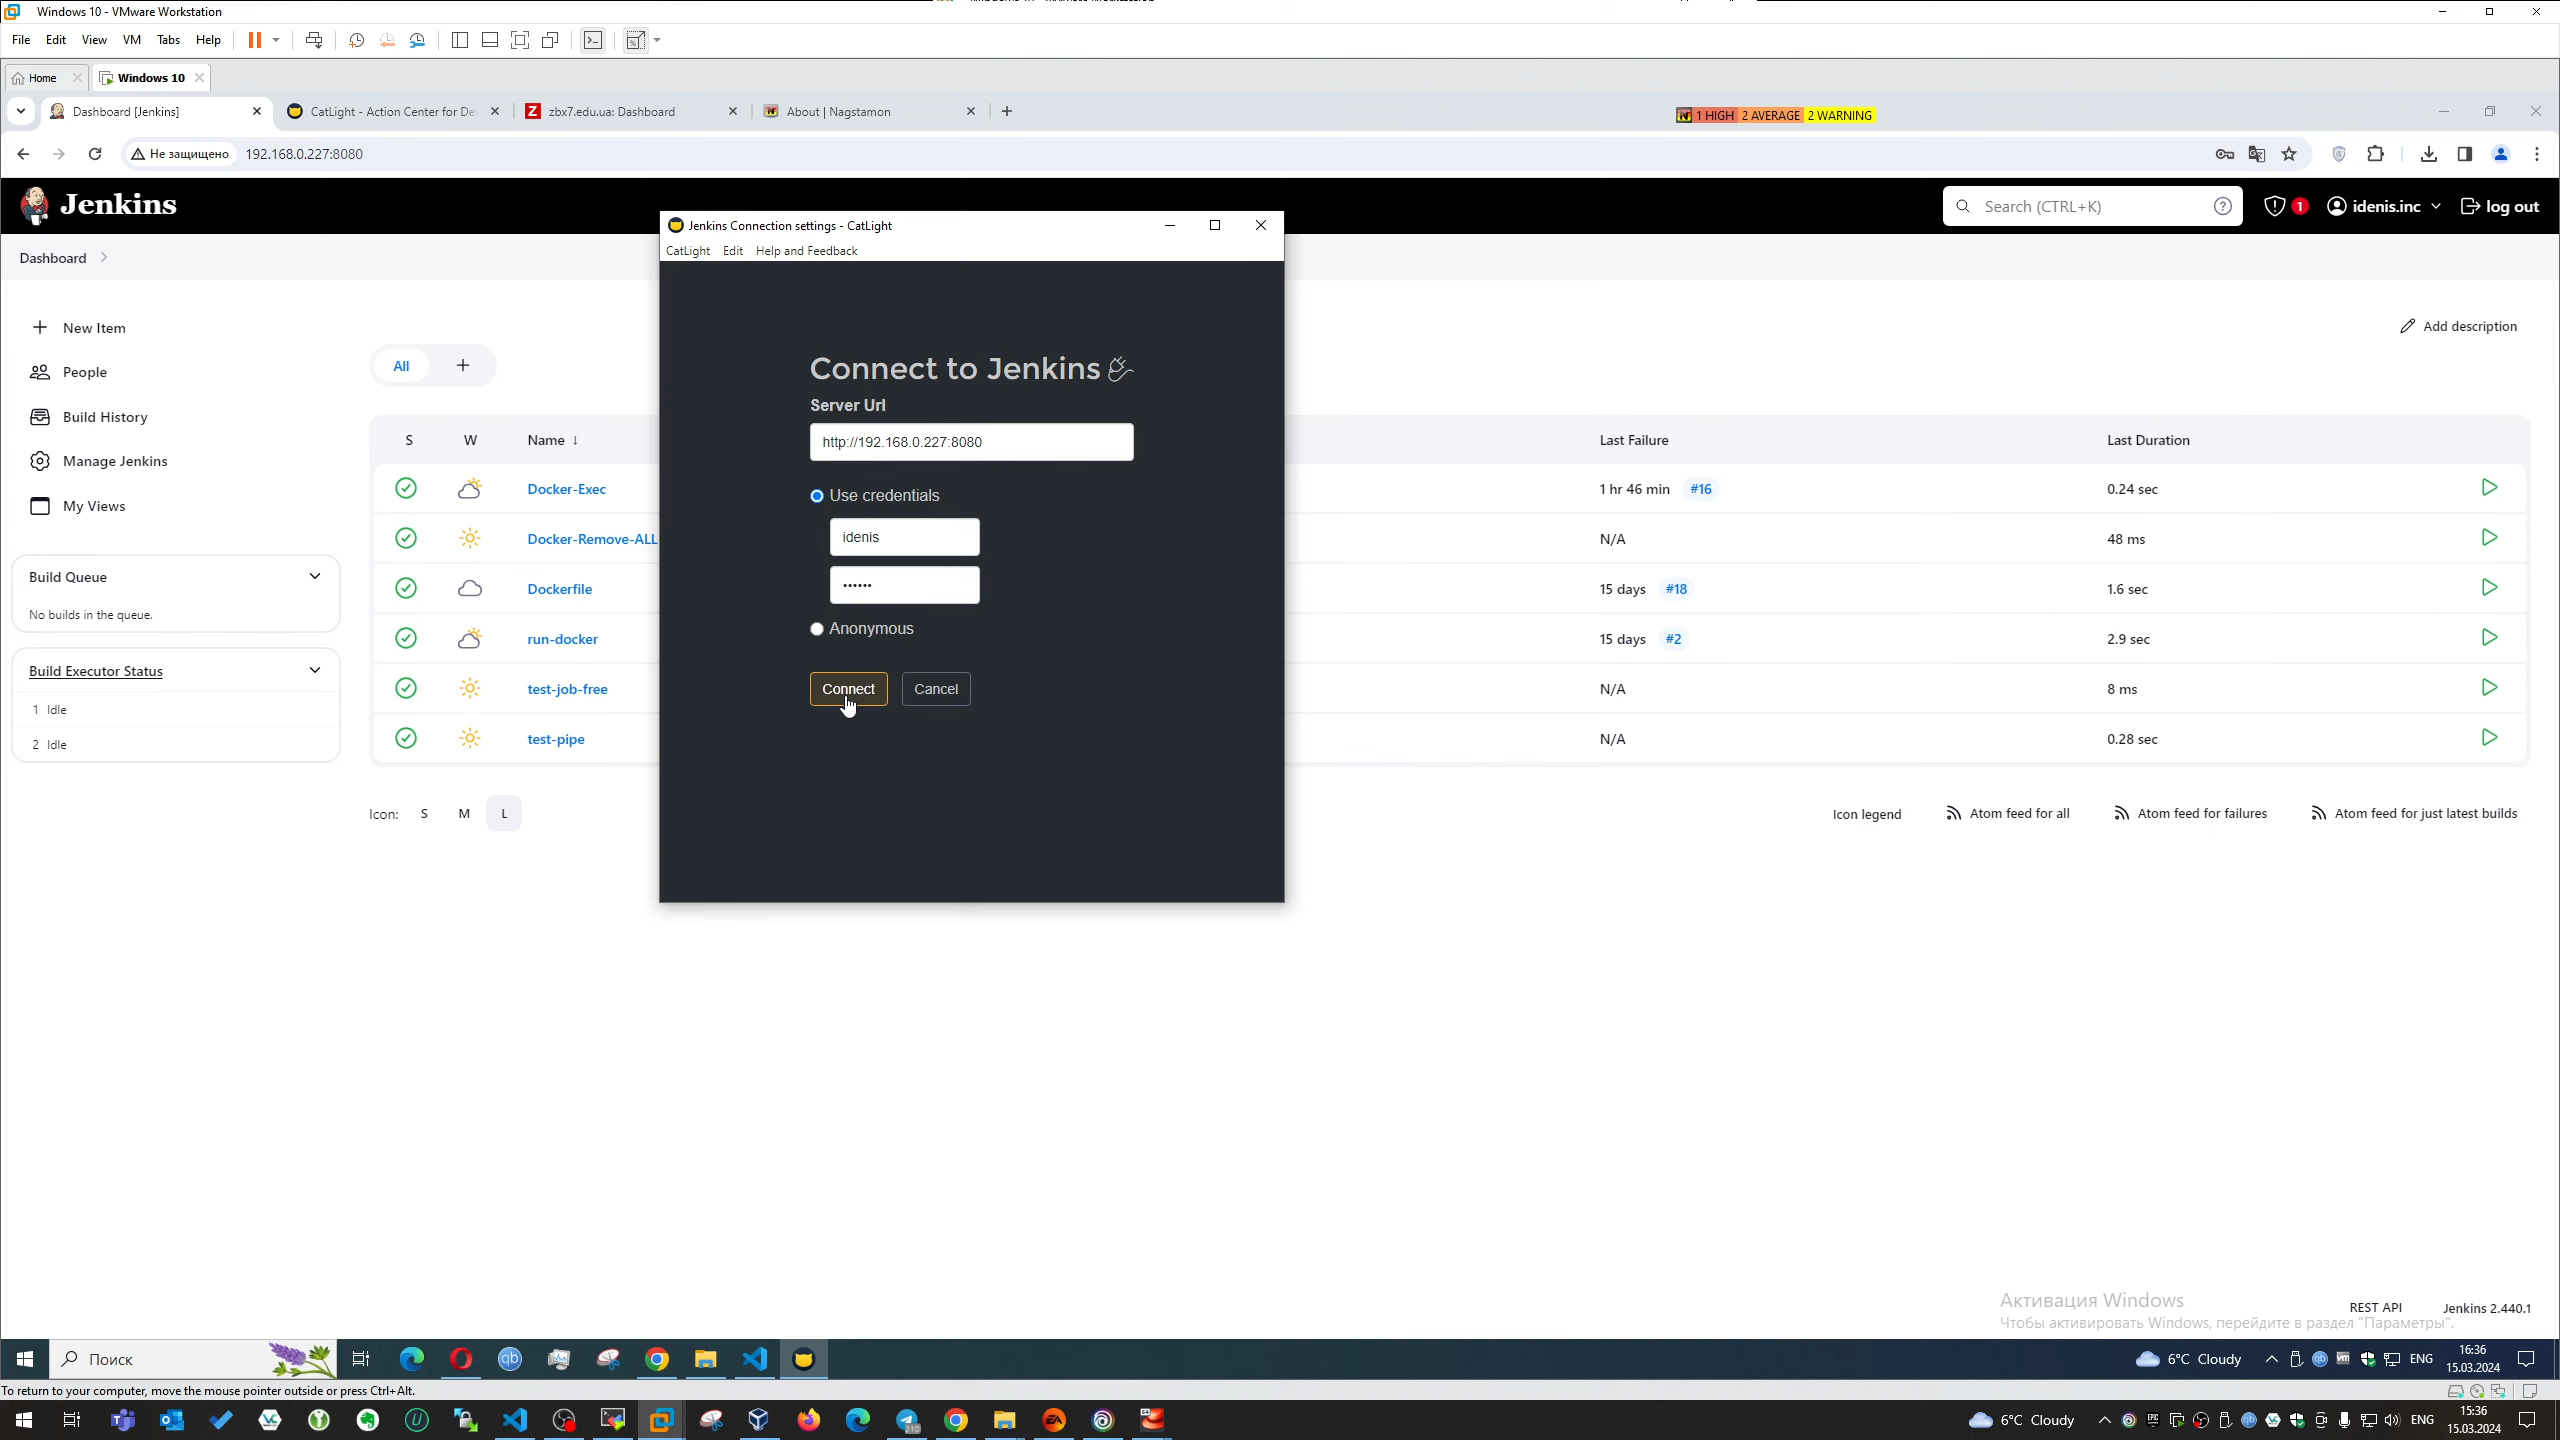 Windows 10 - VMware Workstation
File Edit View VM Tabs Help
Home Windows 10
Dashboard [Jenkins] CatLight - Action Center for De zbx7.edu.ua: Dashboard About | Nagstamon 1 HIGH 2 AVERAGE 2 WARNING
Не защищено 192.168.0.227:8080
Jenkins Search (CTRL+K) 1 idenis.inc log out
Dashboard
New Item
People
Build History
Manage Jenkins
My Views
Build Queue
No builds in the queue.
Build Executor Status
1 Idle
2 Idle
Add description
All +
S W Name ↓ Last Failure Last Duration
Docker-Exec 1 hr 46 min #16 0.24 sec
Docker-Remove-ALL N/A 48 ms
Dockerfile 15 days #18 1.6 sec
run-docker 15 days #2 2.9 sec
test-job-free N/A 8 ms
test-pipe N/A 0.28 sec
Icon: S M L
Icon legend Atom feed for all Atom feed for failures Atom feed for just latest builds
Jenkins Connection settings - CatLight
CatLight Edit Help and Feedback
Connect to Jenkins
Server Url
http://192.168.0.227:8080
Use credentials
idenis
••••••
Anonymous
Connect Cancel
Активация Windows
Чтобы активировать Windows, перейдите в раздел "Параметры".
REST API Jenkins 2.440.1
Поиск 6°C Cloudy ENG 16:36
15.03.2024
To return to your computer, move the mouse pointer outside or press Ctrl+Alt.
6°C Cloudy ENG 15:36
15.03.2024